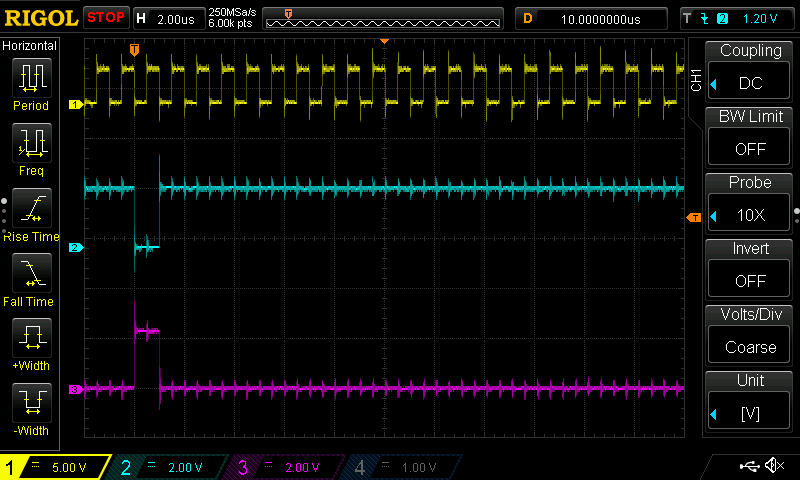 RIGOL STOP H 2.00us 250MSa/s 6.00k pts D 10.0000000us T 2 1.20 V
Horizontal
Period
Freq
Rise Time
Fall Time
+Width
-Width
T
1
2
3
T
CH1
Coupling
DC
BW Limit
OFF
Probe
10X
Invert
OFF
Volts/Div
Coarse
Unit
[V]
1 5.00 V 2 2.00 V 3 2.00 V 4 1.00 V